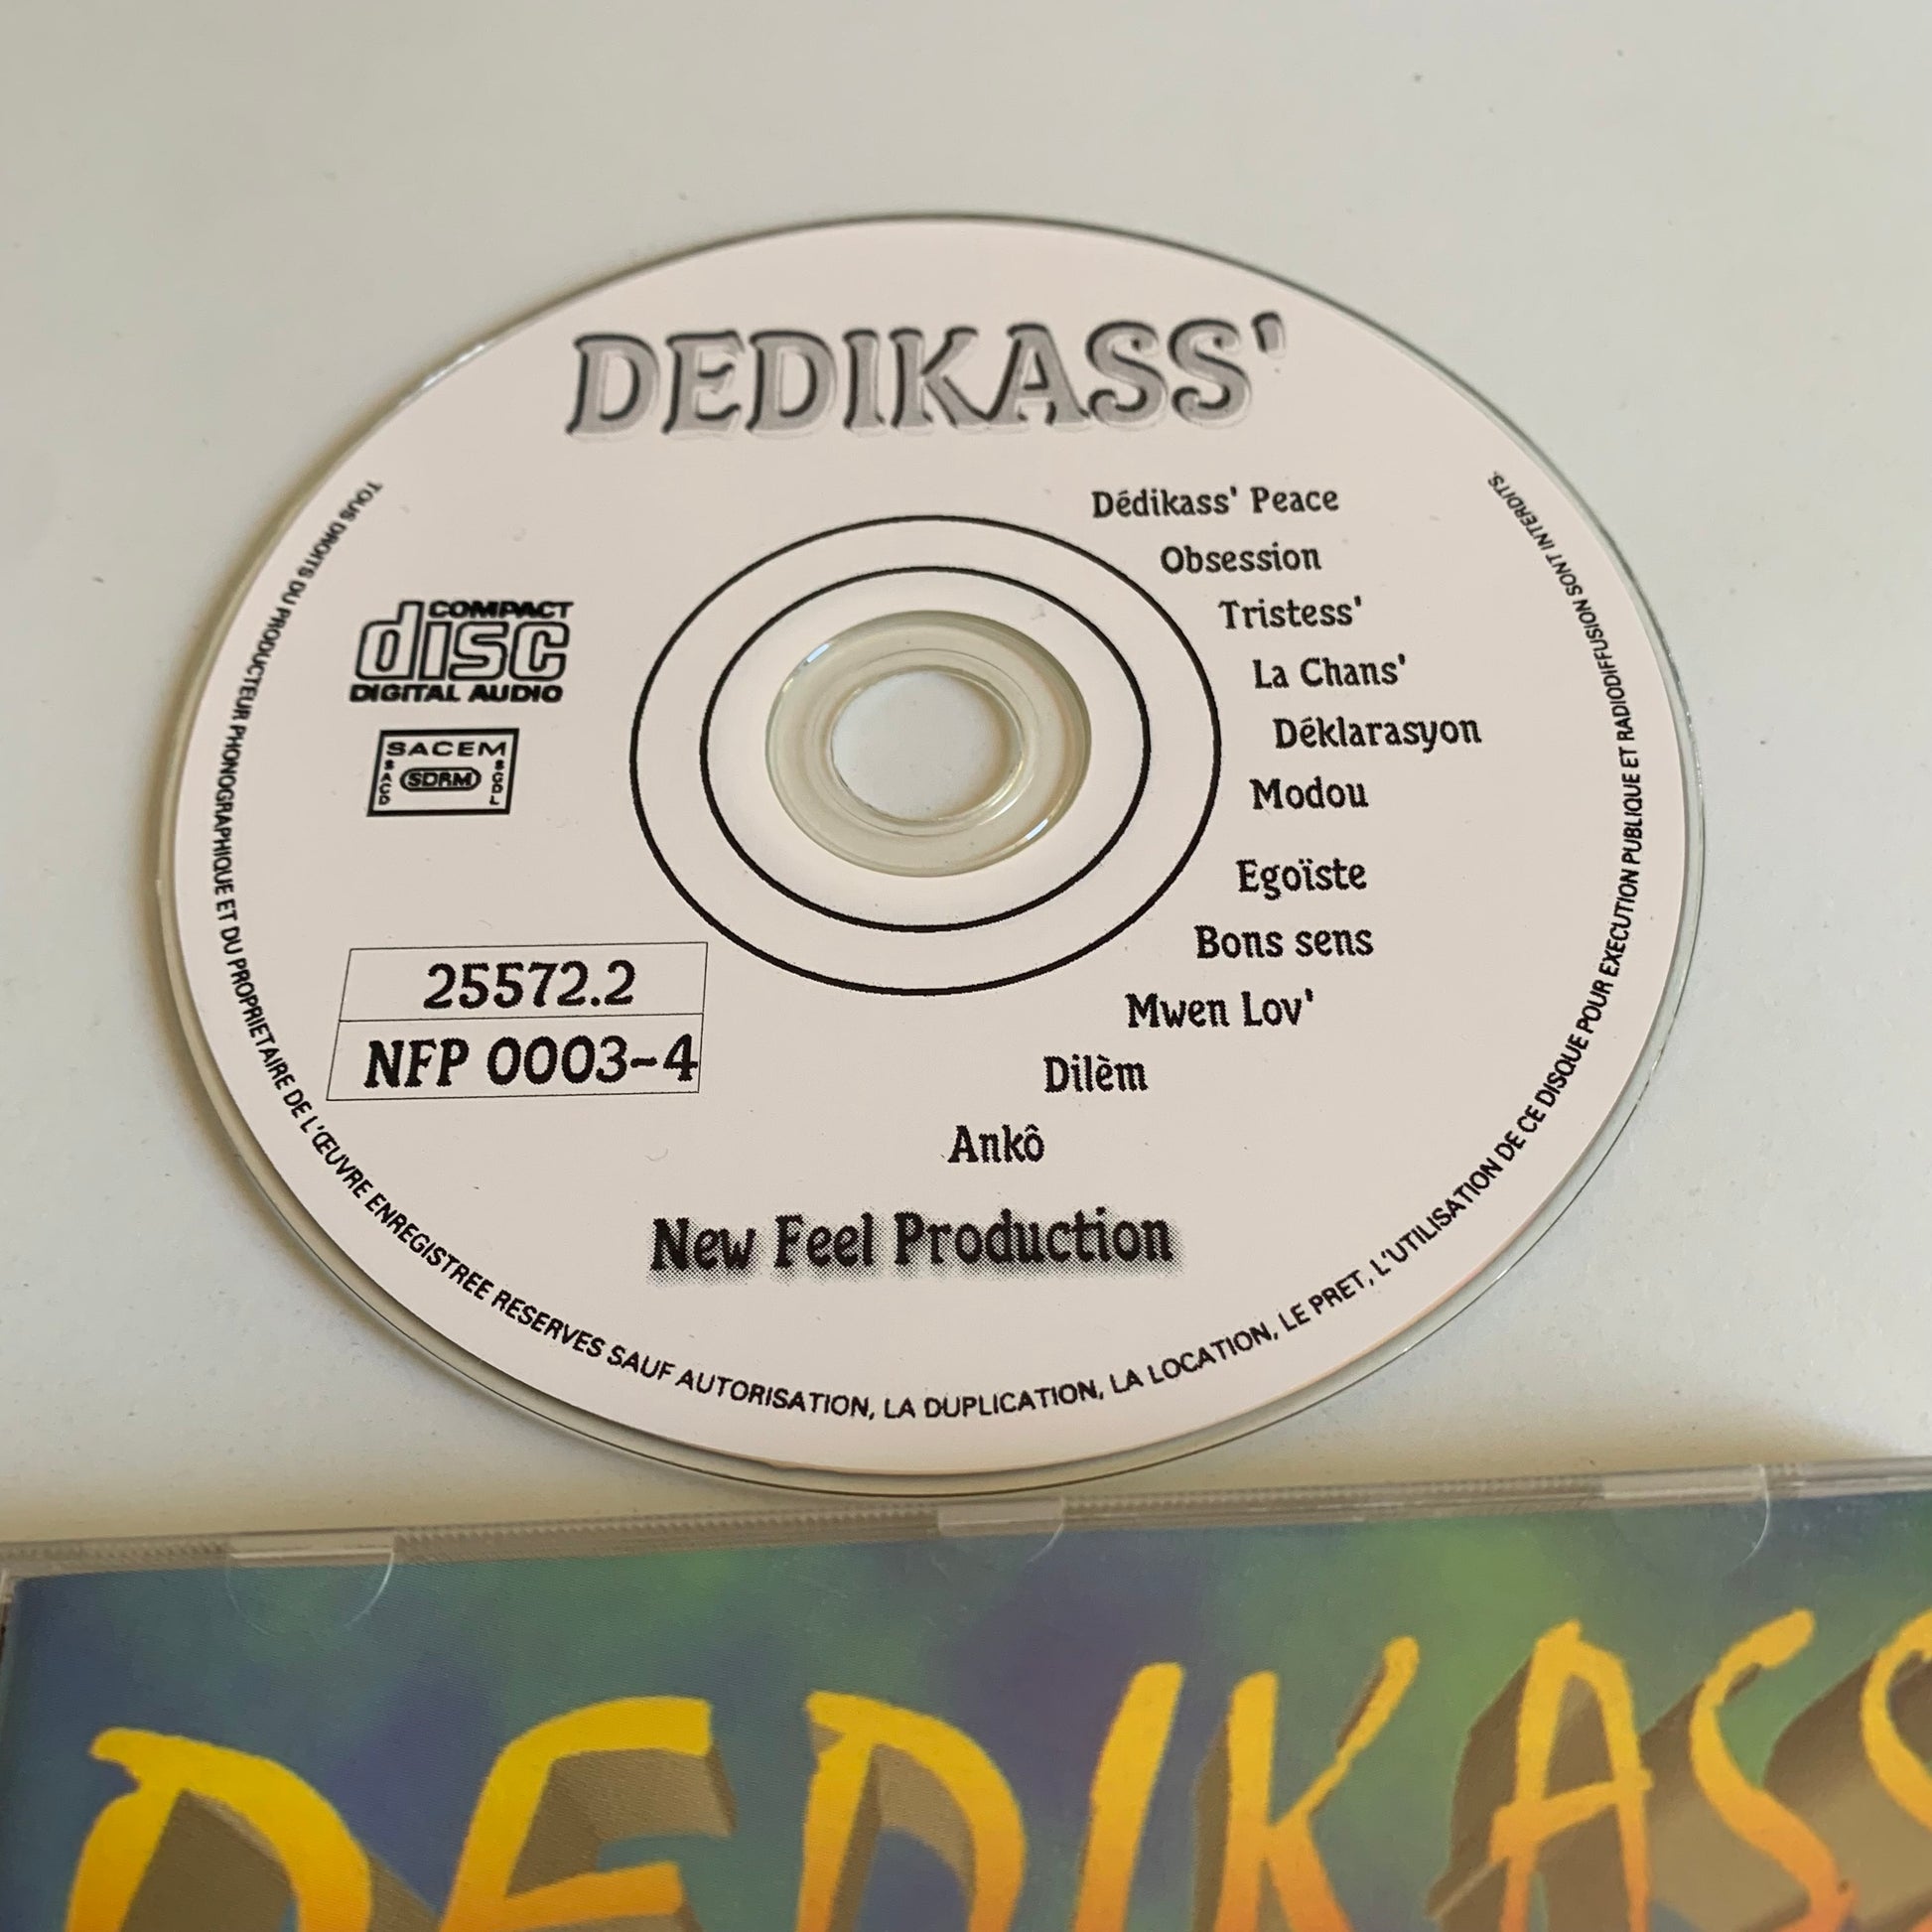 DEDIKASS'
Dédikass' Peace
Obsession
Tristess'
La Chans'
Déklarasyon
Modou
Egoïste
Bons sens
Mwen Lov'
Dilèm
Ankô
COMPACT
disc
DIGITAL AUDIO
SACEM
SACD
SDRM
SGDL
25572.2
NFP 0003-4
New Feel Production
TOUS DROITS DU PRODUCTEUR PHONOGRAPHIQUE ET DU PROPRIETAIRE DE L'ŒUVRE ENREGISTREE RESERVES SAUF AUTORISATION, LA DUPLICATION, LA LOCATION, LE PRET, L'UTILISATION DE CE DISQUE POUR EXECUTION PUBLIQUE ET RADIODIFFUSION SONT INTERDITS.
DEDIKASS